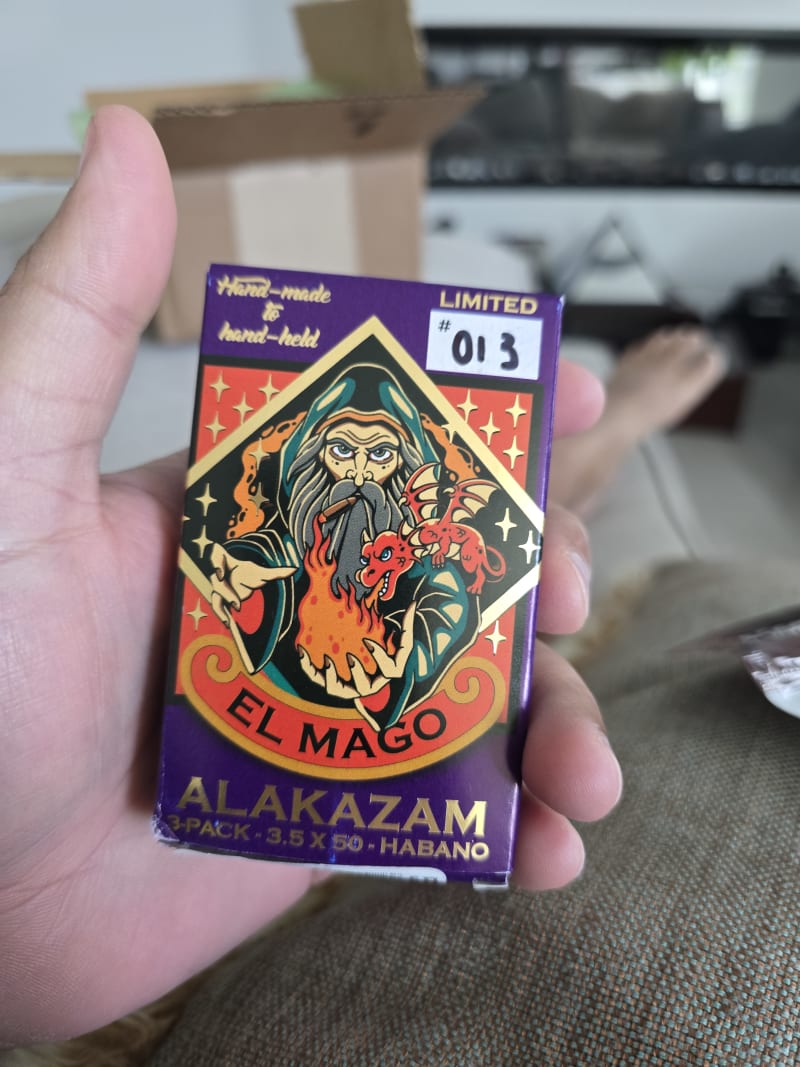 Hand-made
to
hand-held
LIMITED
# 013
EL MAGO
ALAKAZAM
3-PACK - 3.5 X 50 - HABANO